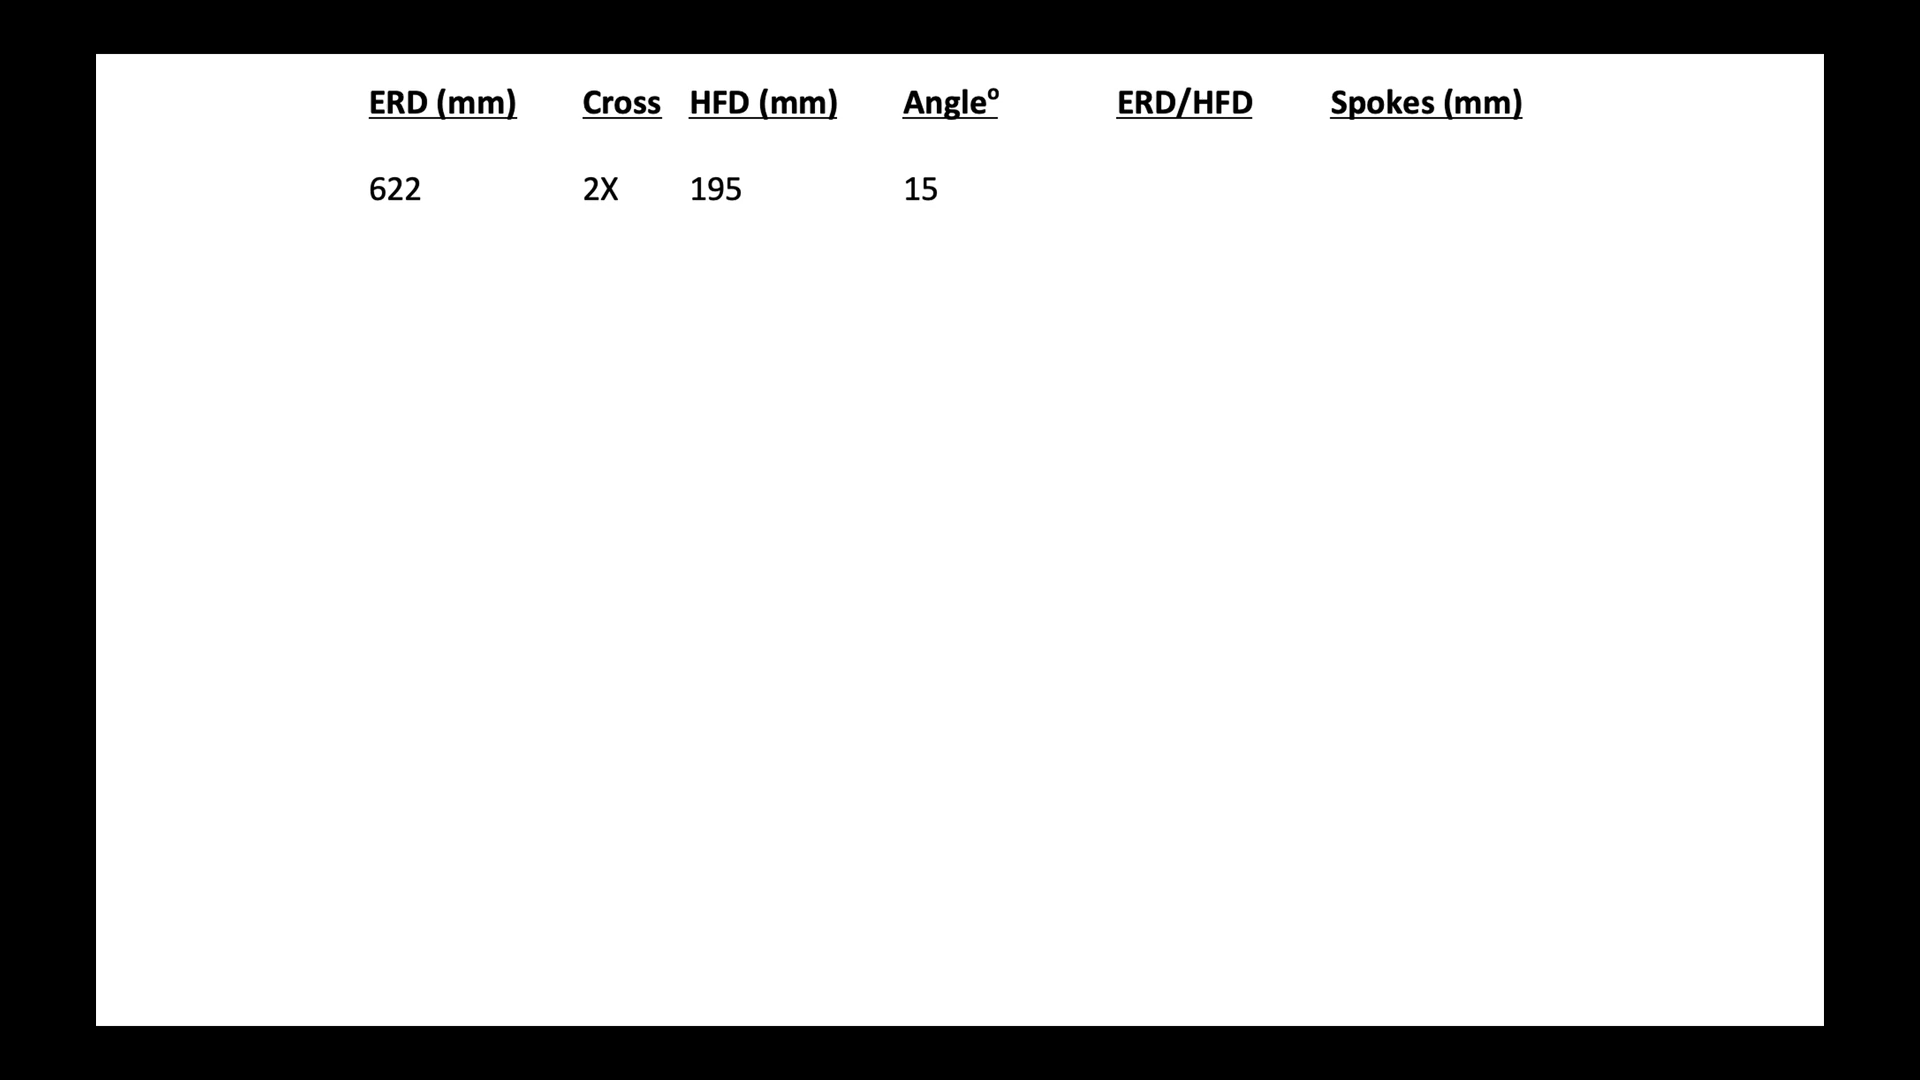 ERD (mm) Cross HFD (mm) Angleº ERD/HFD Spokes (mm)
622 2X 195 15